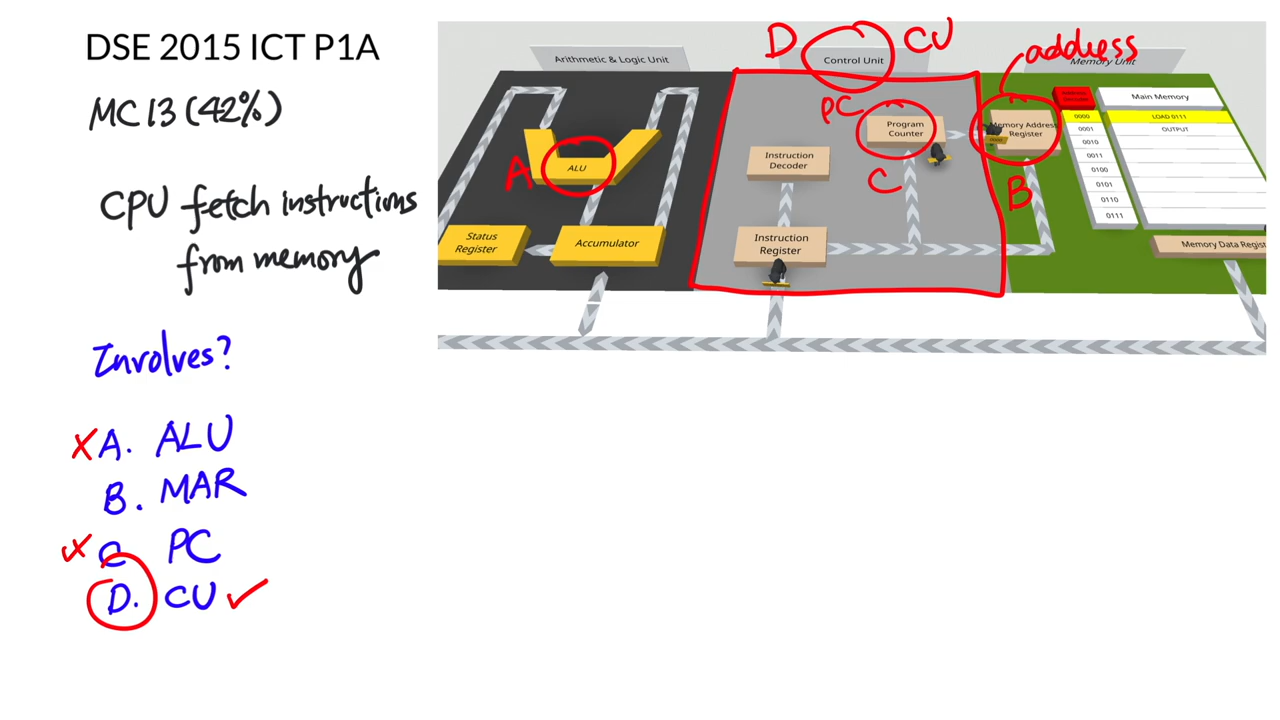 DSE 2015 ICT P1A
MC 13 (42%)
CPU fetch instructions
from memory
Involves?
X A. ALU
B. MAR
X C PC
D. CU ✓
D
CU
address
Arithmetic & Logic Unit
Control Unit
Memory Unit
PC
Program
Counter
Memory Address
Register
Main Memory
0000 LOAD 0111
0001 OUTPUT
0010
0011
0100
0101
0110
0111
ALU
A
Instruction
Decoder
C
B
Status
Register
Accumulator
Instruction
Register
Memory Data Regist